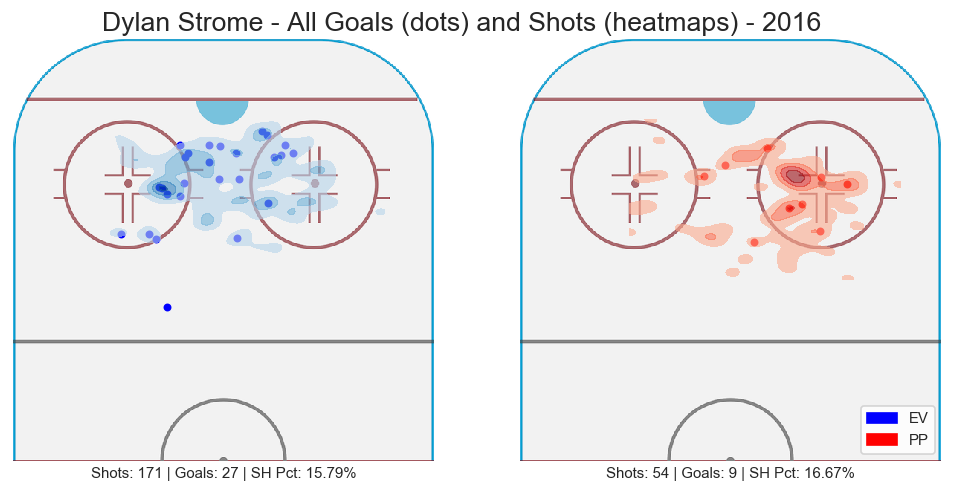 Dylan Strome - All Goals (dots) and Shots (heatmaps) - 2016
EV
PP
Shots: 171 | Goals: 27 | SH Pct: 15.79%
Shots: 54 | Goals: 9 | SH Pct: 16.67%